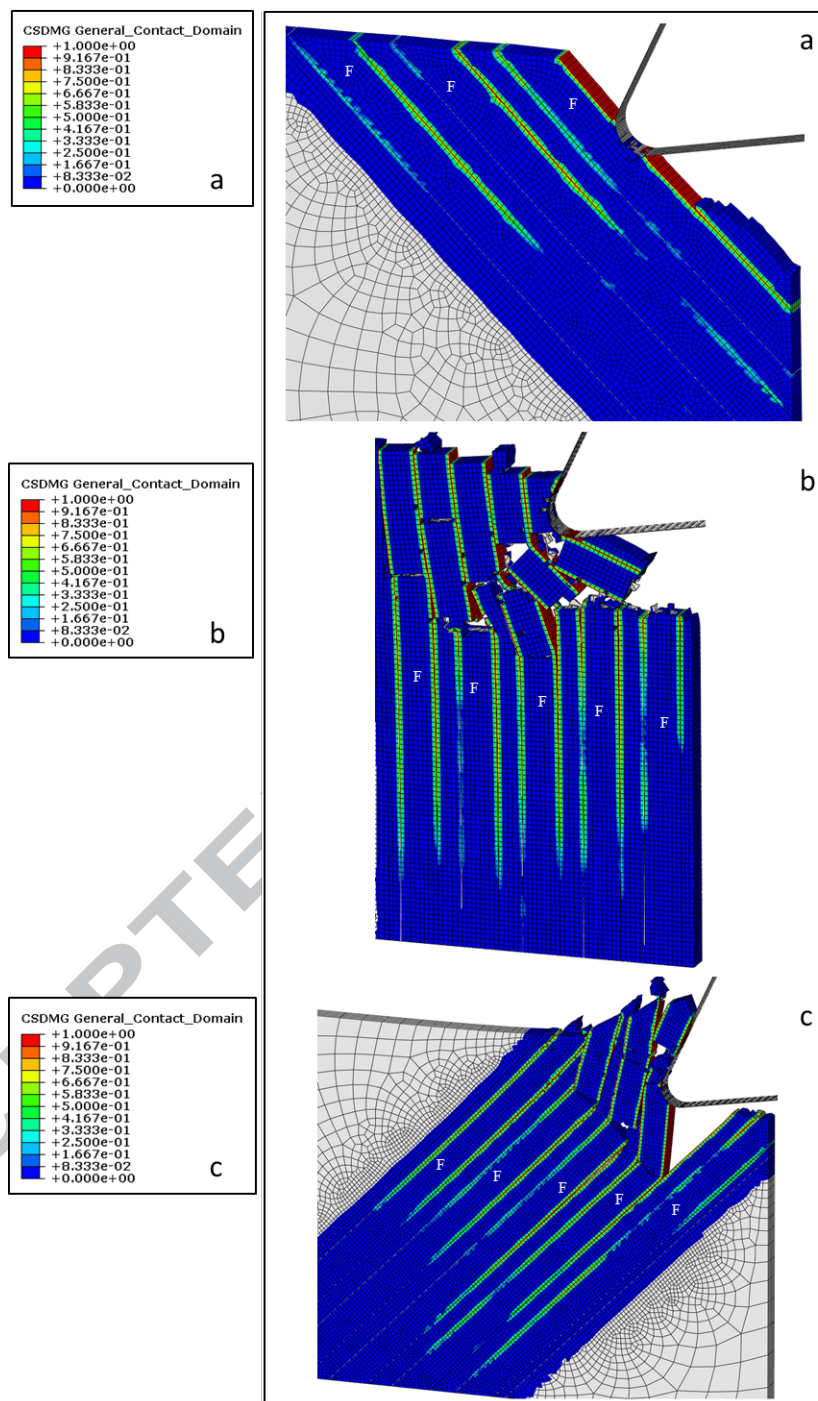 CSDMG General_Contact_Domain
+1.000e+00
+9.167e-01
+8.333e-01
+7.500e-01
+6.667e-01
+5.833e-01
+5.000e-01
+4.167e-01
+3.333e-01
+2.500e-01
+1.667e-01
+8.333e-02
+0.000e+00
a
a
F
F
F
CSDMG General_Contact_Domain
+1.000e+00
+9.167e-01
+8.333e-01
+7.500e-01
+6.667e-01
+5.833e-01
+5.000e-01
+4.167e-01
+3.333e-01
+2.500e-01
+1.667e-01
+8.333e-02
+0.000e+00
b
b
F
F
F
F
F
CSDMG General_Contact_Domain
+1.000e+00
+9.167e-01
+8.333e-01
+7.500e-01
+6.667e-01
+5.833e-01
+5.000e-01
+4.167e-01
+3.333e-01
+2.500e-01
+1.667e-01
+8.333e-02
+0.000e+00
c
c
F
F
F
F
F
PTE